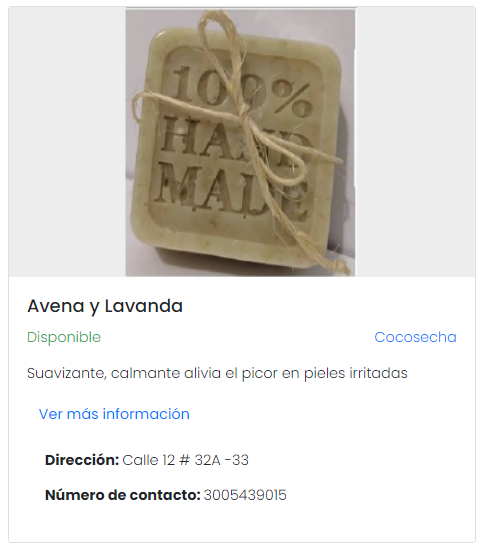 100%
HAND
MADE
Avena y Lavanda
Disponible
Cocosecha
Suavizante, calmante alivia el picor en pieles irritadas
Ver más información
Dirección: Calle 12 # 32A -33
Número de contacto: 3005439015